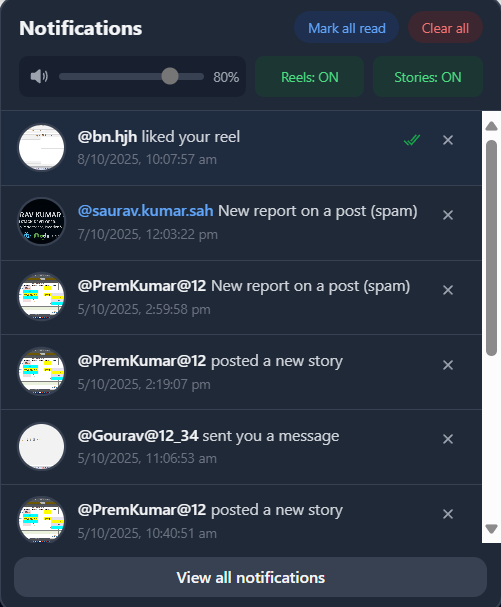 Notifications
Mark all read
Clear all
80%
Reels: ON
Stories: ON
@bn.hjh liked your reel
8/10/2025, 10:07:57 am
RAV KUMAR
@saurav.kumar.sah New report on a post (spam)
7/10/2025, 12:03:22 pm
@PremKumar@12 New report on a post (spam)
5/10/2025, 2:59:58 pm
@PremKumar@12 posted a new story
5/10/2025, 2:19:07 pm
@Gourav@12_34 sent you a message
5/10/2025, 11:06:53 am
@PremKumar@12 posted a new story
5/10/2025, 10:40:51 am
View all notifications